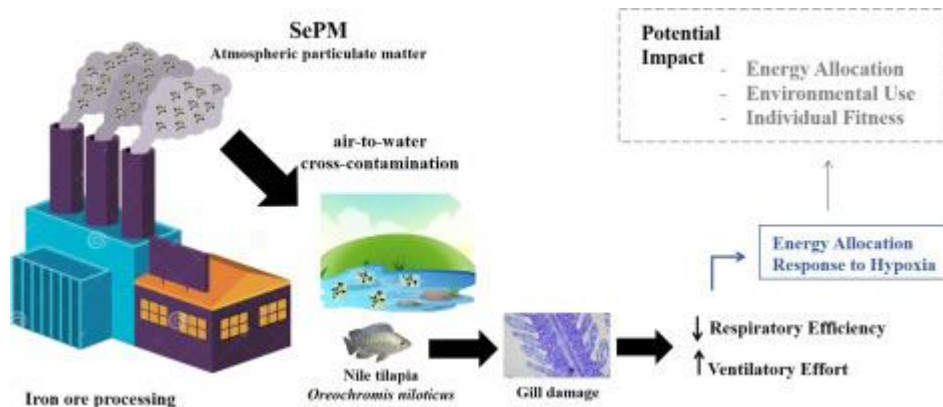 SePM
Atmospheric particulate matter
air-to-water
cross-contamination
Iron ore processing
Nile tilapia
Oreochromis niloticus
Gill damage
Respiratory Efficiency
Ventilatory Effort
Energy Allocation
Response to Hypoxia
Potential
Impact
- Energy Allocation
- Environmental Use
- Individual Fitness